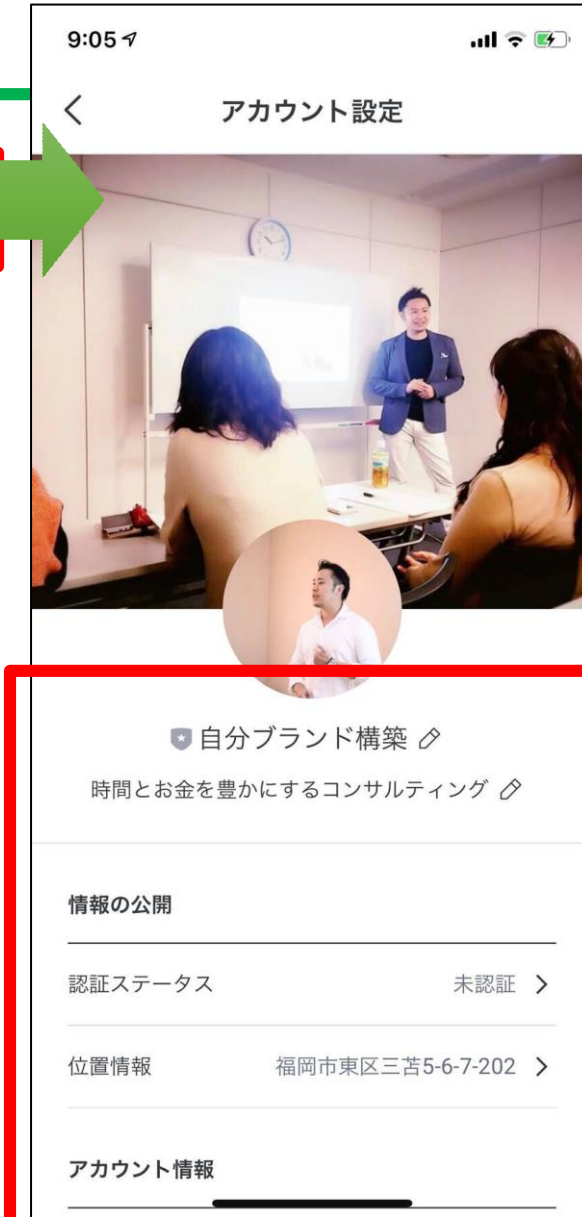 9:05
アカウント設定
自分ブランド構築
時間とお金を豊かにするコンサルティング
情報の公開
認証ステータス 未認証
位置情報 福岡市東区三苫5-6-7-202
アカウント情報